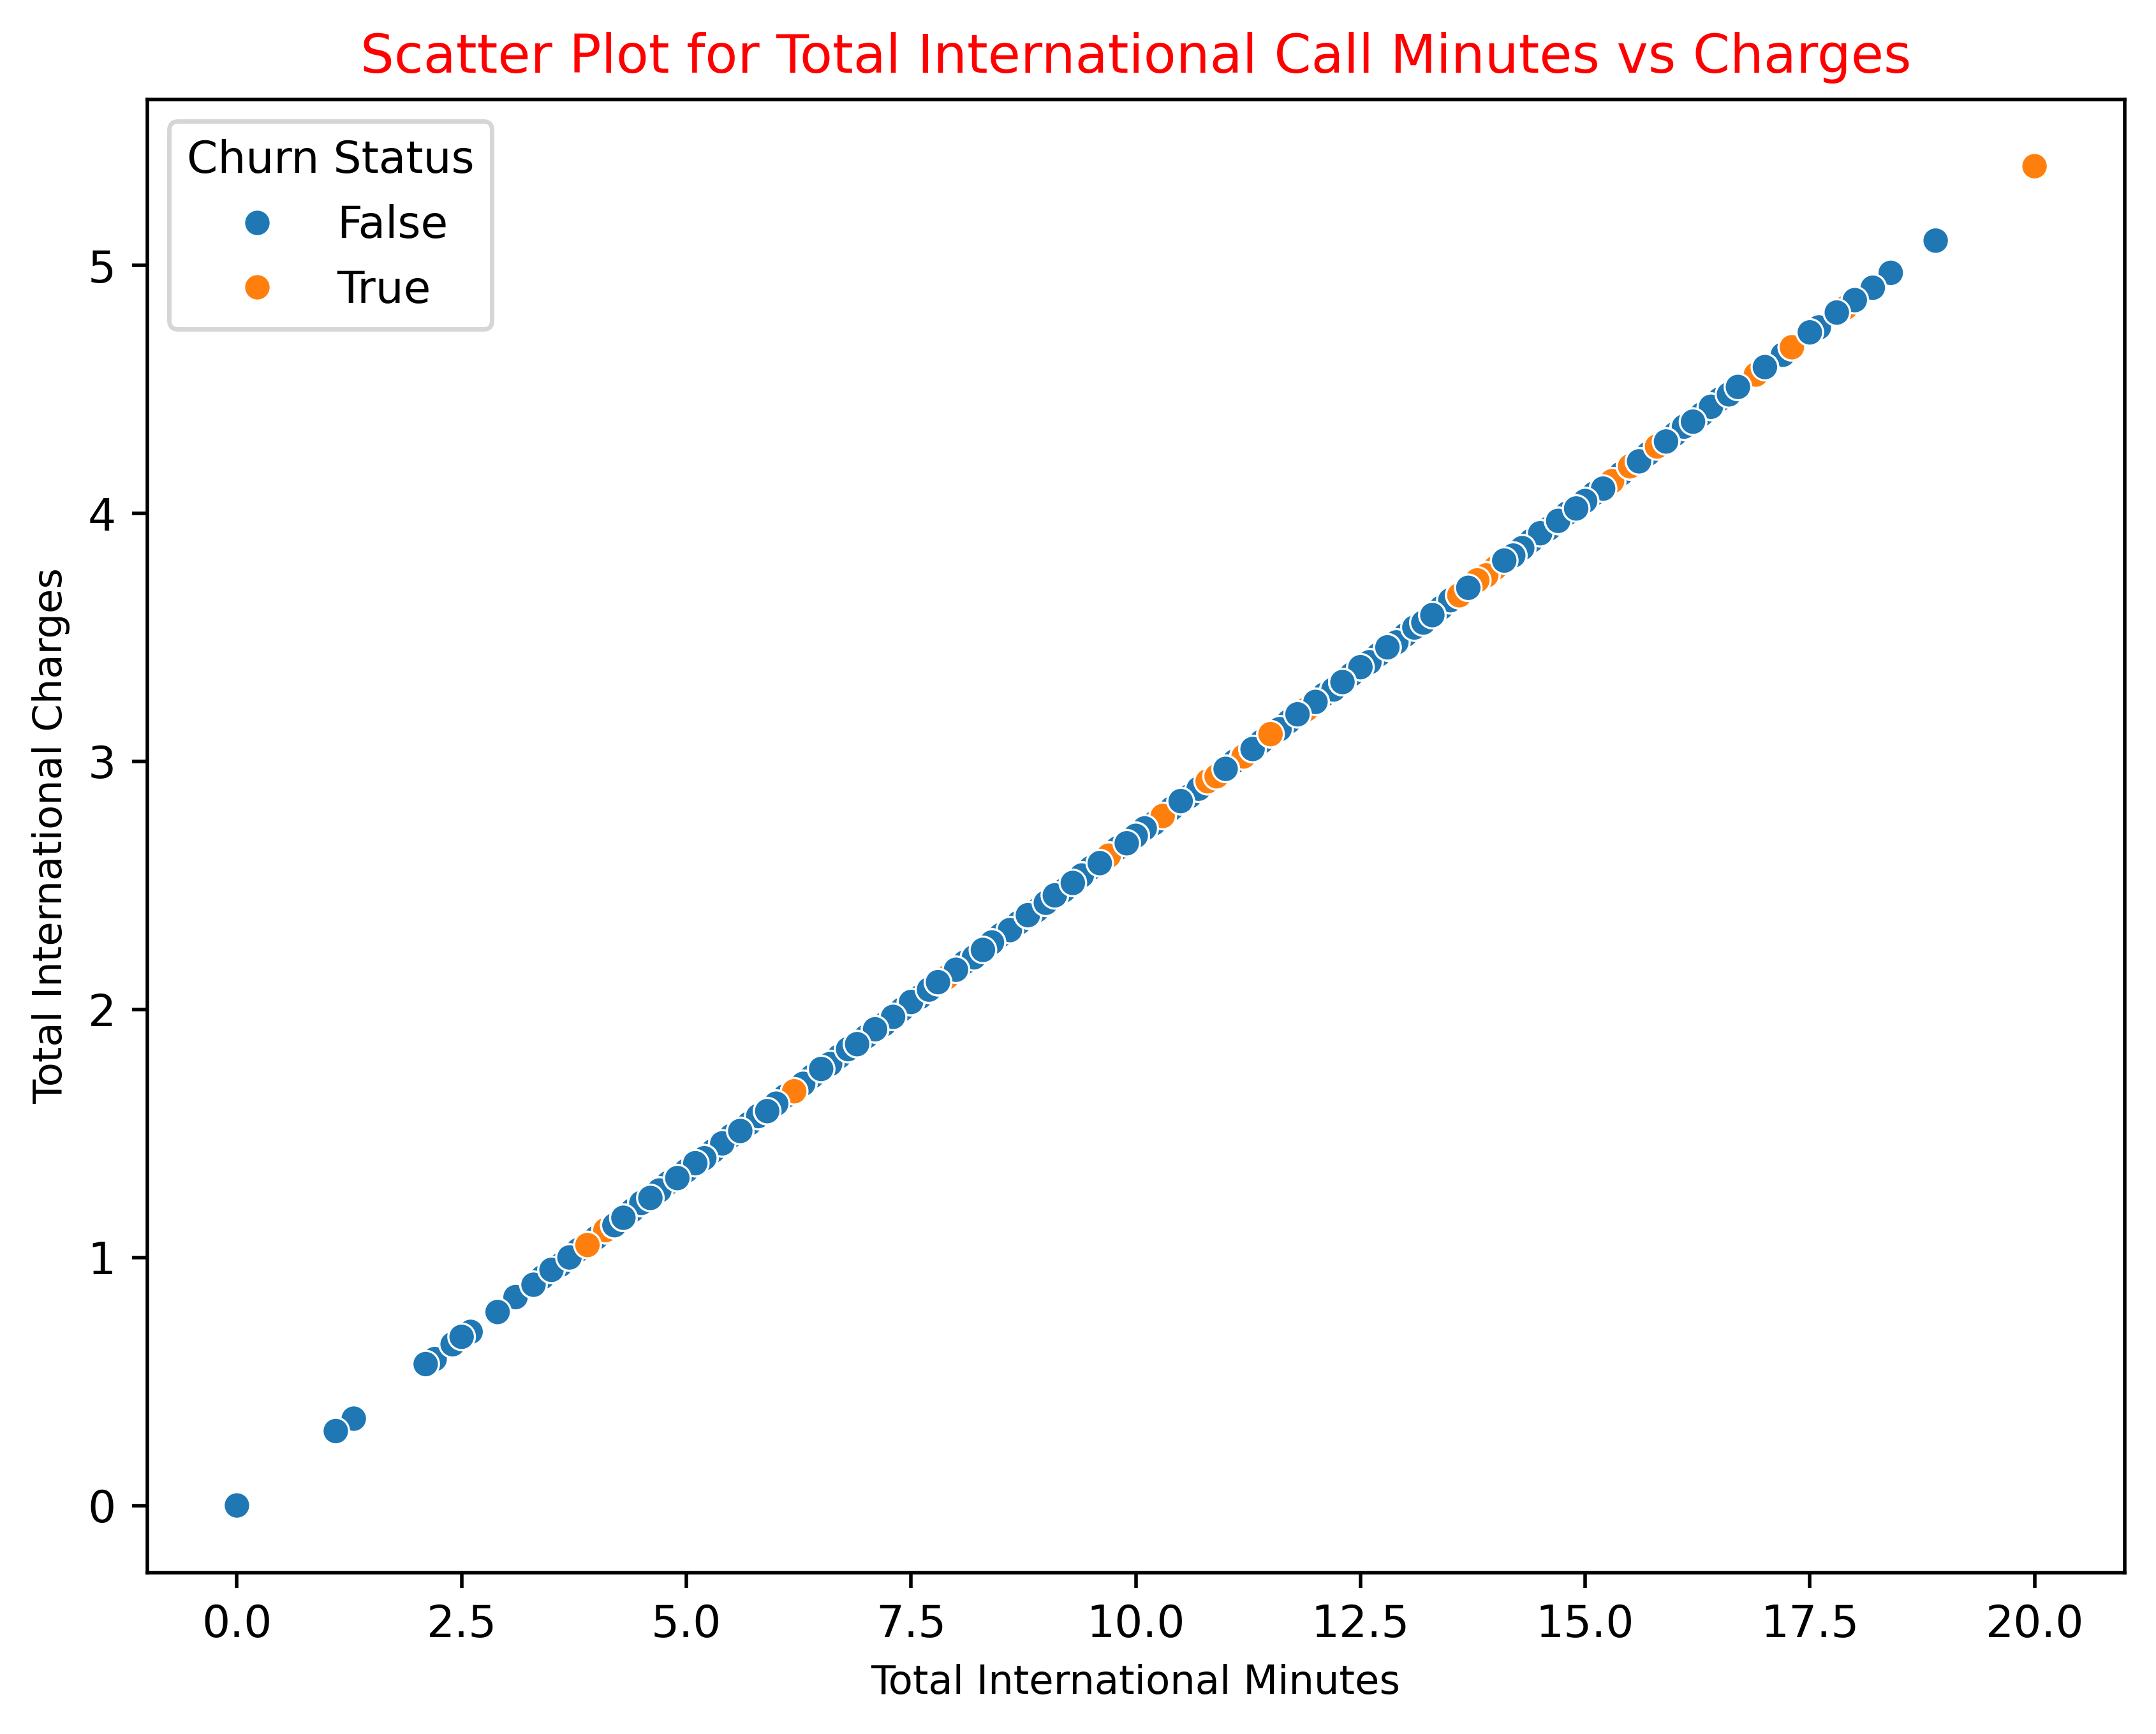 Scatter Plot for Total International Call Minutes vs Charges
Churn Status
False
True
Total International Charges
5
4
3
2
1
0
0.0 2.5 5.0 7.5 10.0 12.5 15.0 17.5 20.0
Total International Minutes